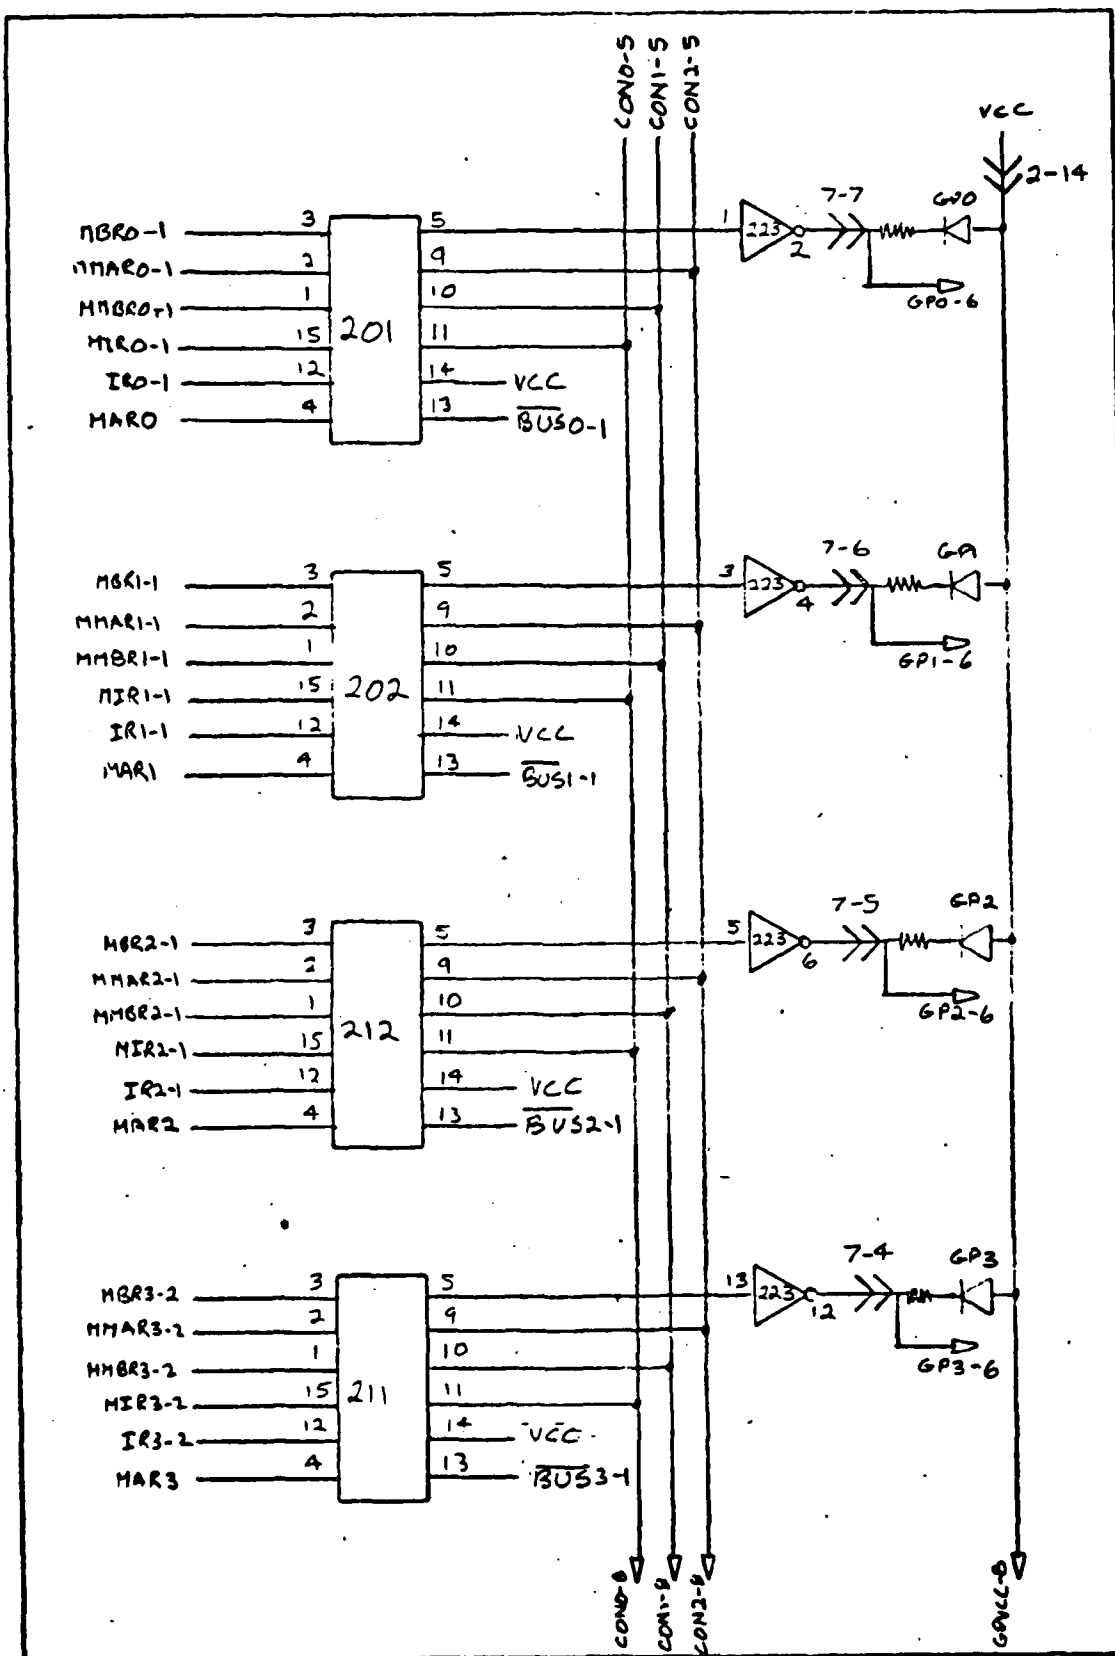 CON0-5
CON1-5
CON2-5
VCC
2-14
7-7
GP0
MBR0-1 3 5 1 223 2
MMAR0-1 2 9
GP0-6
MMBR0-1 1 10
MIR0-1 15 201 11
IR0-1 12 14 VCC
MAR0 4 13 BUS0-1
7-6
GP1
MBR1-1 3 5 3 223 4
MMAR1-1 2 9
GP1-6
MMBR1-1 1 10
MIR1-1 15 202 11
IR1-1 12 14 VCC
MAR1 4 13 BUS1-1
7-5
GP2
MBR2-1 3 5 5 223 6
MMAR2-1 2 9
GP2-6
MMBR2-1 1 10
MIR2-1 15 212 11
IR2-1 12 14 VCC
MAR2 4 13 BUS2-1
7-4
GP3
MBR3-2 3 5 13 223 12
MMAR3-2 2 9
GP3-6
MMBR3-2 1 10
MIR3-2 15 211 11
IR3-2 12 14 VCC
MAR3 4 13 BUS3-1
CON0-8
CON1-8
CON2-8
GPVCC-8